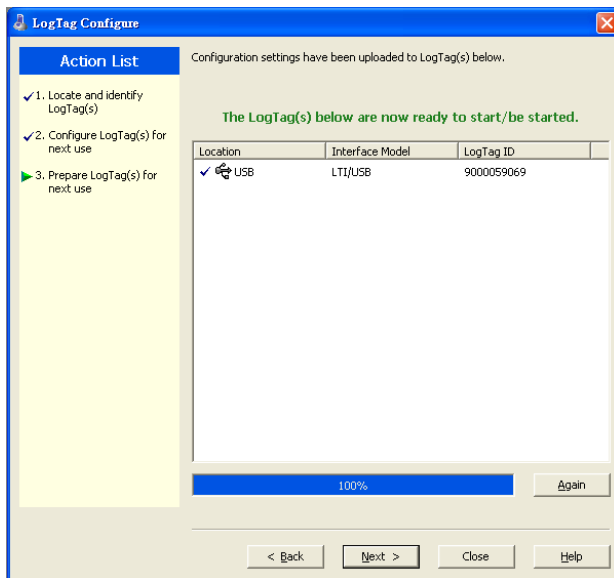 LogTag Configure
Action List
✓1. Locate and identify
LogTag(s)
✓2. Configure LogTag(s) for
next use
3. Prepare LogTag(s) for
next use
Configuration settings have been uploaded to LogTag(s) below.
The LogTag(s) below are now ready to start/be started.
Location Interface Model LogTag ID
✓ USB LTI/USB 9000059069
100%
Again
< Back Next > Close Help